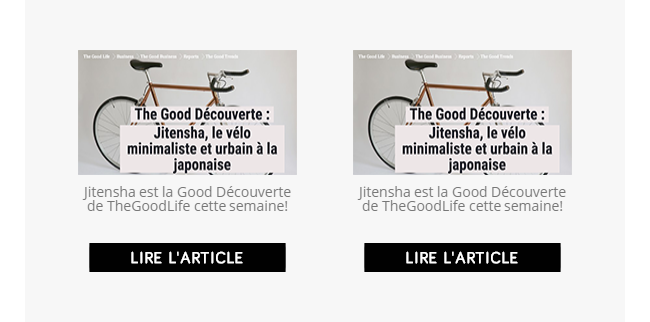 The Good Life | Business | The Good Business | Reports | The Good Trends
The Good Découverte :
Jitensha, le vélo
minimaliste et urbain à la
japonaise
Jitensha est la Good Découverte
de TheGoodLife cette semaine!
LIRE L'ARTICLE
The Good Life | Business | The Good Business | Reports | The Good Trends
The Good Découverte :
Jitensha, le vélo
minimaliste et urbain à la
japonaise
Jitensha est la Good Découverte
de TheGoodLife cette semaine!
LIRE L'ARTICLE